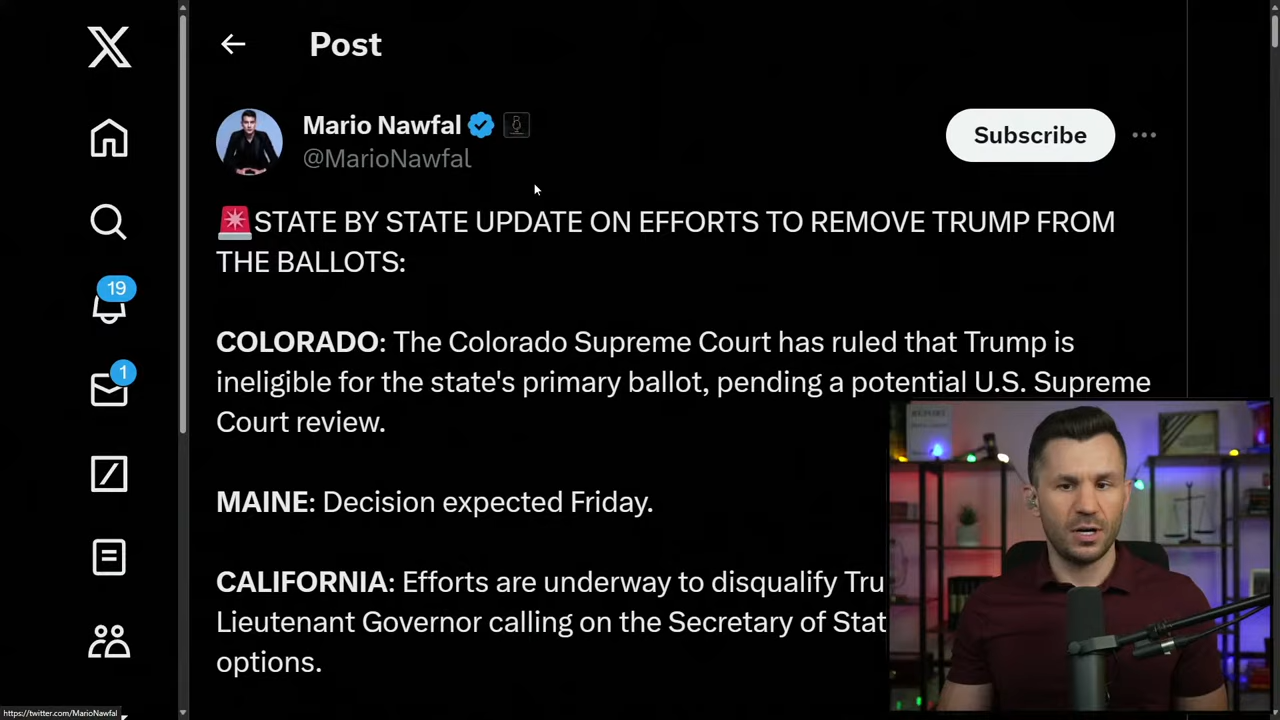 Post
Mario Nawfal
@MarioNawfal
Subscribe
🚨STATE BY STATE UPDATE ON EFFORTS TO REMOVE TRUMP FROM
THE BALLOTS:
COLORADO: The Colorado Supreme Court has ruled that Trump is
ineligible for the state's primary ballot, pending a potential U.S. Supreme
Court review.
MAINE: Decision expected Friday.
CALIFORNIA: Efforts are underway to disqualify Tru
Lieutenant Governor calling on the Secretary of Stat
options.
19
1
https://twitter.com/MarioNawfal